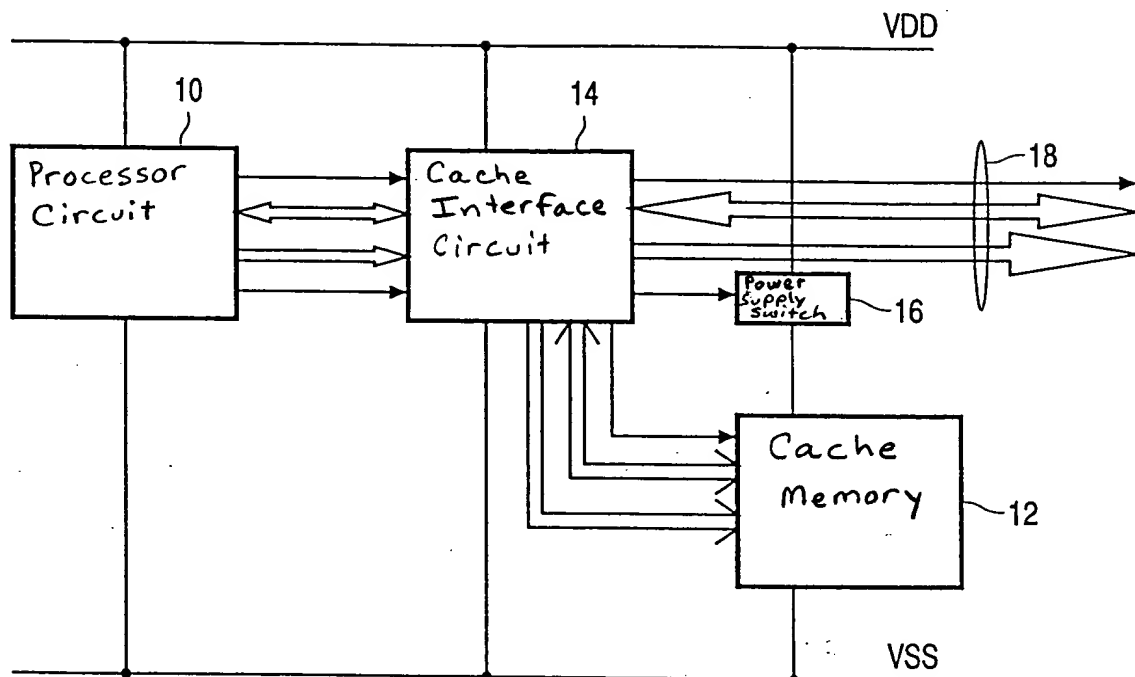 VDD
10
14
18
Processor
Circuit
Cache
Interface
Circuit
Power
Supply
Switch
16
Cache
Memory
12
VSS